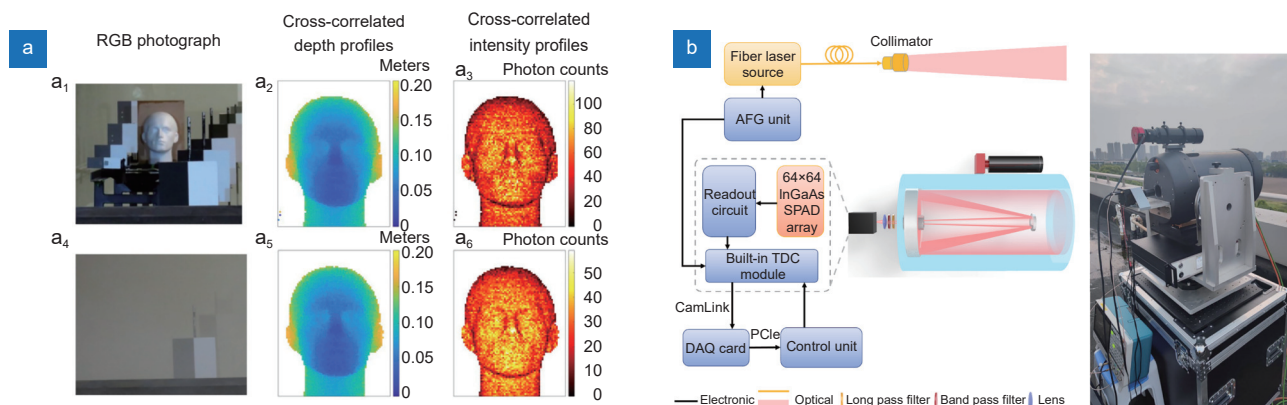 a
RGB photograph
Cross-correlated
depth profiles
Cross-correlated
intensity profiles
a1
a2
Meters
0.20
0.15
0.10
0.05
0
a3
Photon counts
100
80
60
40
20
0
a4
a5
Meters
0.20
0.15
0.10
0.05
0
a6
Photon counts
50
40
30
20
10
0
b
Fiber laser
source
Collimator
AFG unit
Readout
circuit
64×64
InGaAs
SPAD
array
Built-in TDC
module
CamLink
DAQ card
PCIe
Control unit
Electronic
Optical
Long pass filter
Band pass filter
Lens